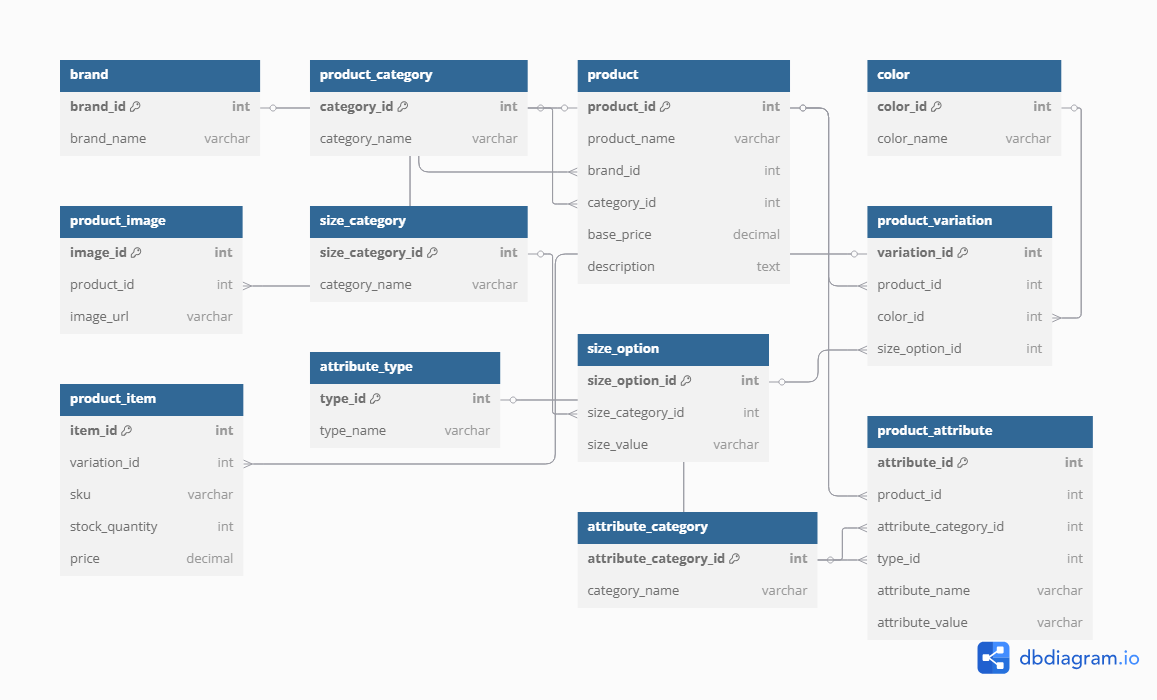 brand
brand_id int
brand_name varchar
product_category
category_id int
category_name varchar
product
product_id int
product_name varchar
brand_id int
category_id int
base_price decimal
description text
color
color_id int
color_name varchar
product_image
image_id int
product_id int
image_url varchar
size_category
size_category_id int
category_name varchar
product_variation
variation_id int
product_id int
color_id int
size_option_id int
attribute_type
type_id int
type_name varchar
size_option
size_option_id int
size_category_id int
size_value varchar
product_item
item_id int
variation_id int
sku varchar
stock_quantity int
price decimal
attribute_category
attribute_category_id int
category_name varchar
product_attribute
attribute_id int
product_id int
attribute_category_id int
type_id int
attribute_name varchar
attribute_value varchar
dbdiagram.io